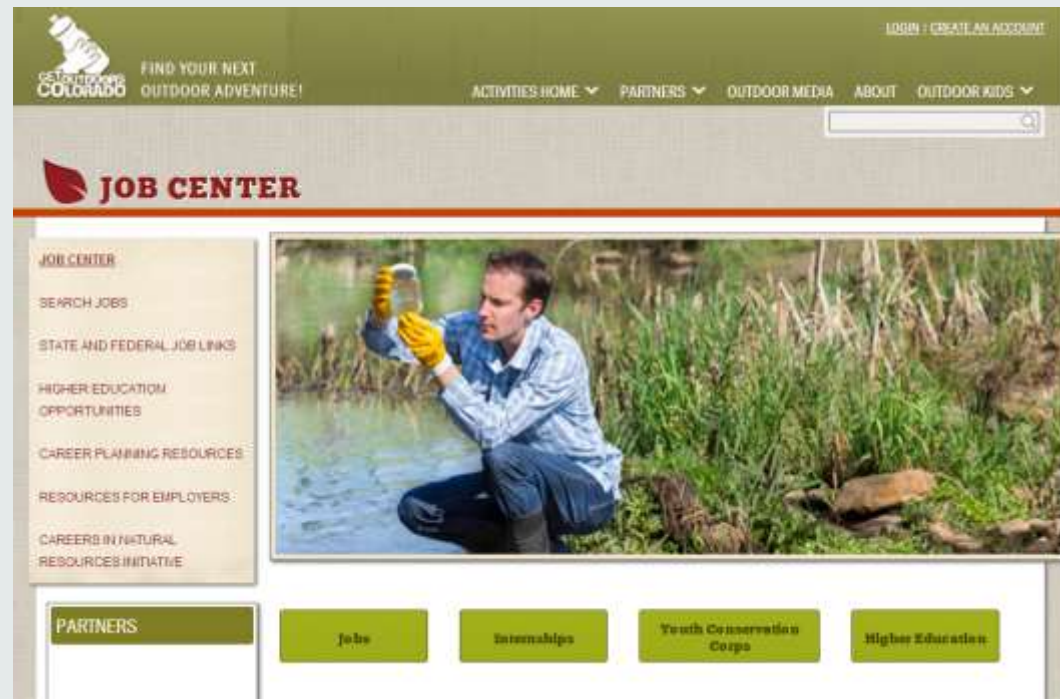 LOGIN | CREATE AN ACCOUNT
GET OUTDOORS
COLORADO
FIND YOUR NEXT
OUTDOOR ADVENTURE!
ACTIVITIES HOME PARTNERS OUTDOOR MEDIA ABOUT OUTDOOR KIDS
JOB CENTER
JOB CENTER
SEARCH JOBS
STATE AND FEDERAL JOB LINKS
HIGHER EDUCATION
OPPORTUNITIES
CAREER PLANNING RESOURCES
RESOURCES FOR EMPLOYERS
CAREERS IN NATURAL
RESOURCES INITIATIVE
PARTNERS
Jobs
Internships
Youth Conservation
Corps
Higher Education